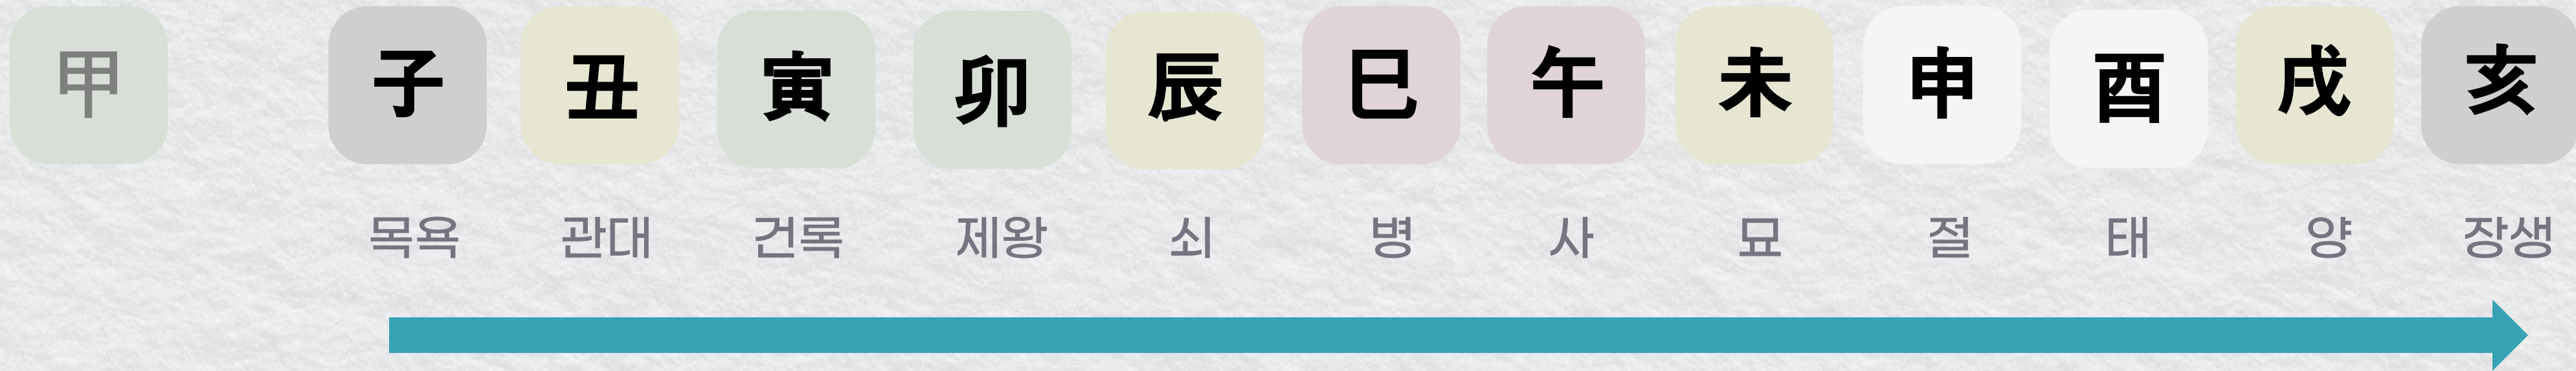 甲 子 丑 寅 卯 辰 巳 午 未 申 酉 戌 亥
목욕 관대 건록 제왕 쇠 병 사 묘 절 태 양 장생